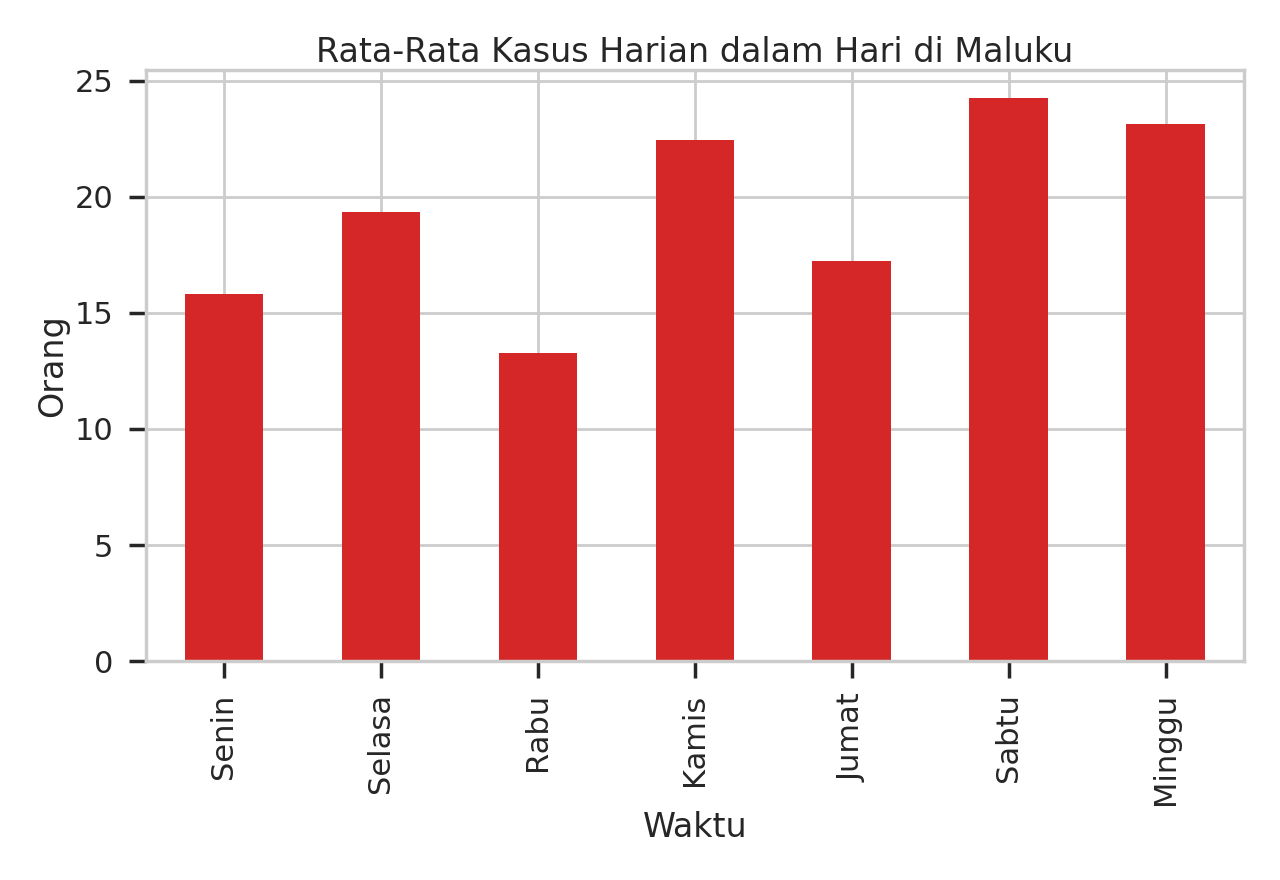 Rata-Rata Kasus Harian dalam Hari di Maluku
25
20
15
10
5
0
Orang
Senin
Selasa
Rabu
Kamis
Jumat
Sabtu
Minggu
Waktu